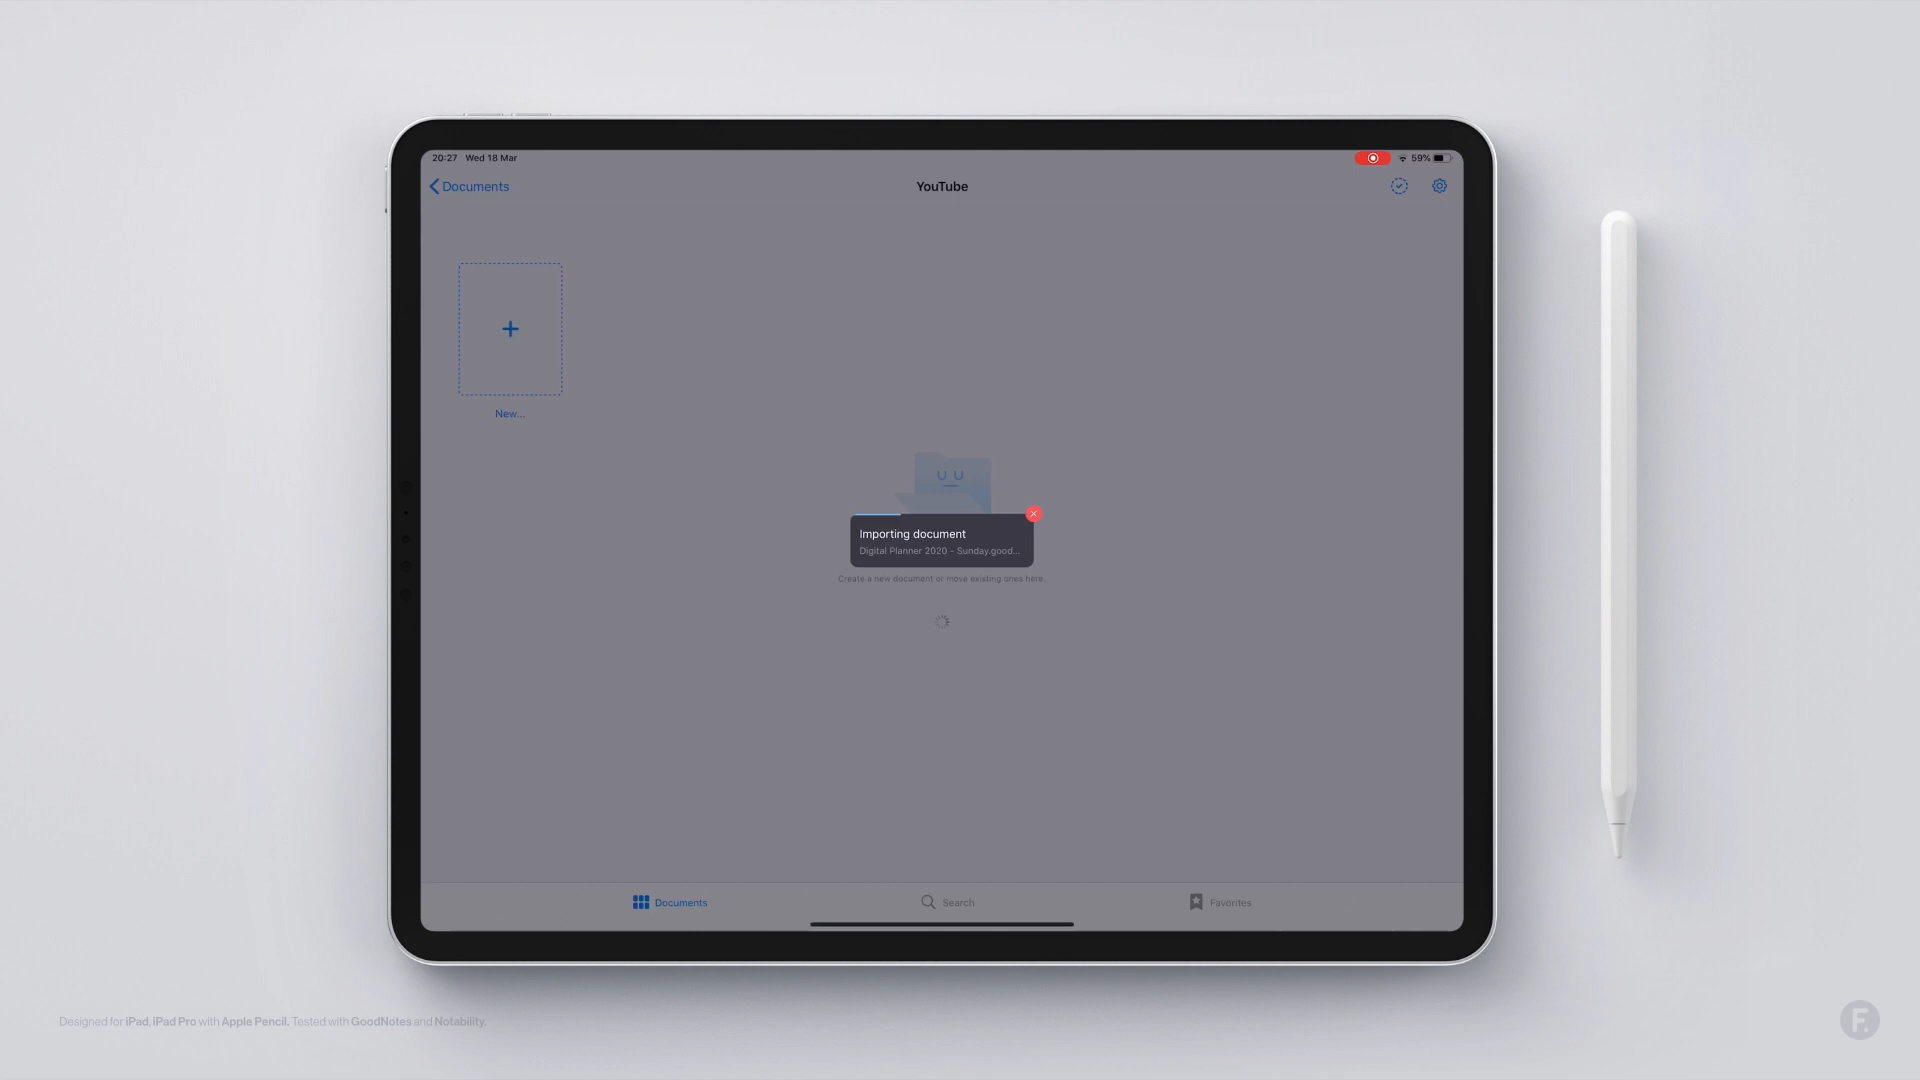 20:27 Wed 18 Mar
59%
Documents
YouTube
New...
Importing document
Digital Planner 2020 - Sunday.good...
Create a new document or move existing ones here.
Documents
Search
Favorites
Designed for iPad, iPad Pro with Apple Pencil. Tested with GoodNotes and Notability.
F.